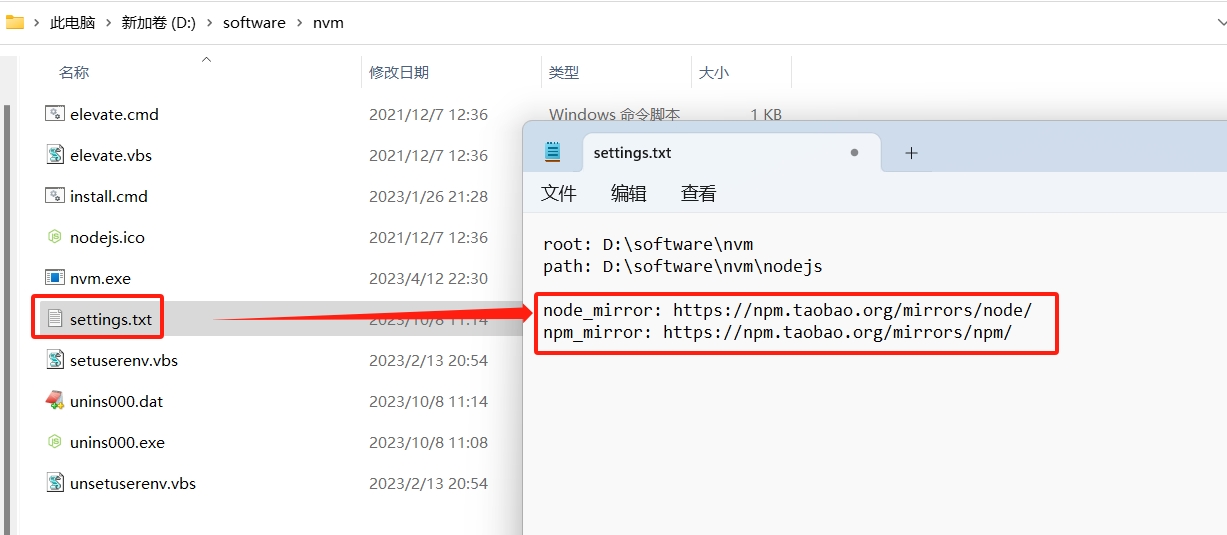 此电脑 > 新加卷 (D:) > software > nvm
名称 修改日期 类型 大小
elevate.cmd 2021/12/7 12:36 Windows 命令脚本 1 KB
elevate.vbs 2021/12/7 12:36
install.cmd 2023/1/26 21:28
nodejs.ico 2021/12/7 12:36
nvm.exe 2023/4/12 22:30
settings.txt 2023/10/8 11:14
setuserenv.vbs 2023/2/13 20:54
unins000.dat 2023/10/8 11:14
unins000.exe 2023/10/8 11:08
unsetuserenv.vbs 2023/2/13 20:54
settings.txt
文件 编辑 查看
root: D:\software\nvm
path: D:\software\nvm\nodejs
node_mirror: https://npm.taobao.org/mirrors/node/
npm_mirror: https://npm.taobao.org/mirrors/npm/